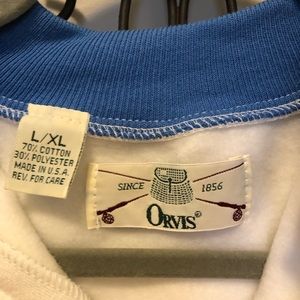 L/XL
70% COTTON
30% POLYESTER
MADE IN U.S.A.
REV. FOR CARE
SINCE 1856
ORVIS®